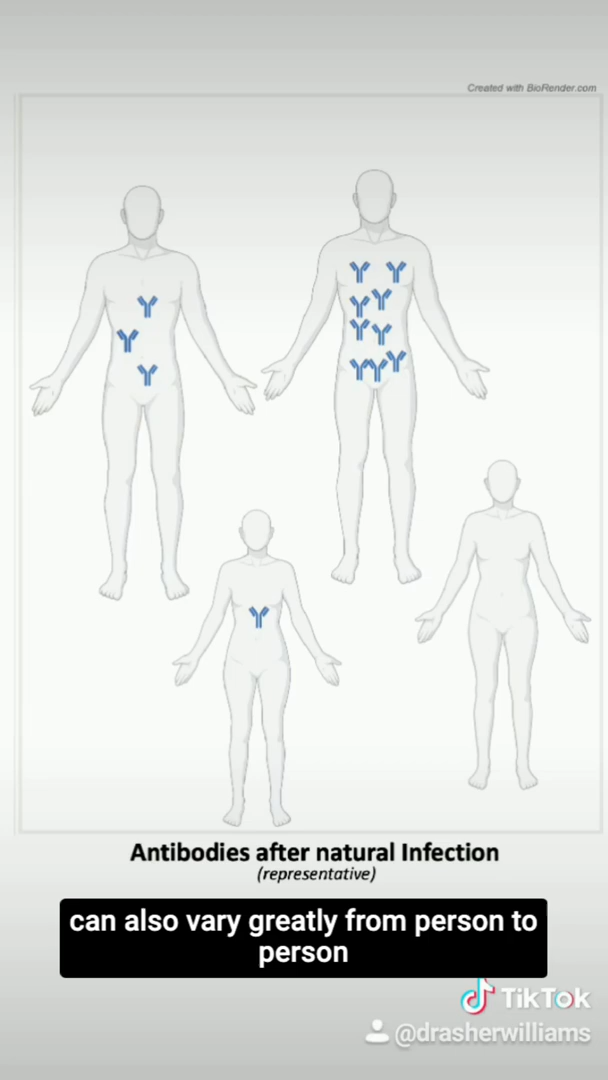 Created with BioRender.com
Antibodies after natural Infection
(representative)
can also vary greatly from person to
person
TikTok
@drasherwilliams